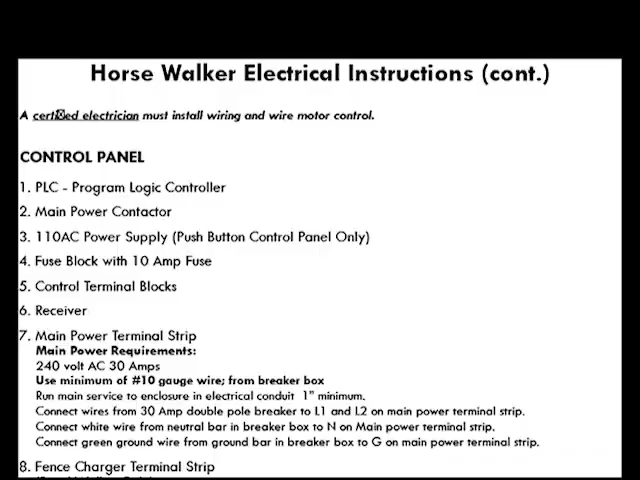 Horse Walker Electrical Instructions (cont.)
A certified electrician must install wiring and wire motor control.
CONTROL PANEL
1. PLC - Program Logic Controller
2. Main Power Contactor
3. 110AC Power Supply (Push Button Control Panel Only)
4. Fuse Block with 10 Amp Fuse
5. Control Terminal Blocks
6. Receiver
7. Main Power Terminal Strip
Main Power Requirements:
240 volt AC 30 Amps
Use minimum of #10 gauge wire; from breaker box
Run main service to enclosure in electrical conduit 1" minimum.
Connect wires from 30 Amp double pole breaker to L1 and L2 on main power terminal strip.
Connect white wire from neutral bar in breaker box to N on Main power terminal strip.
Connect green ground wire from ground bar in breaker box to G on main power terminal strip.
8. Fence Charger Terminal Strip